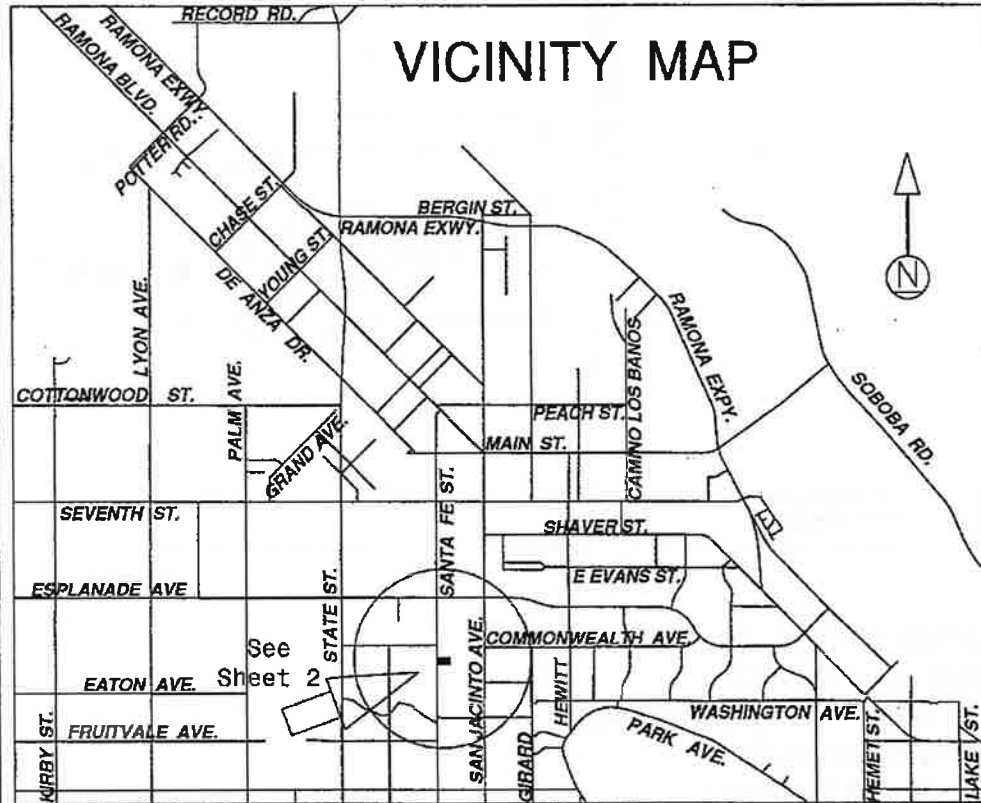 RECORD RD.
VICINITY MAP
RAMONA EXWY.
RAMONA BLVD.
POTTER RD.
CHASE ST.
YOUNG ST.
BERGIN ST.
RAMONA EXWY.
N
LYON AVE.
DE ANZA DR.
RAMONA EXPY.
SOBOBA RD.
COTTONWOOD ST.
PALM AVE.
GRAND AVE.
PEACH ST.
CAMINO LOS BANOS
MAIN ST.
SEVENTH ST.
SANTA FE ST.
SHAVER ST.
E EVANS ST.
ESPLANADE AVE
STATE ST.
COMMONWEALTH AVE.
See
Sheet 2
EATON AVE.
SAN JACINTO AVE.
HEWITT
WASHINGTON AVE.
FRUITVALE AVE.
PARK AVE.
KIRBY ST.
GIRARD
HEMET ST.
LAKE ST.